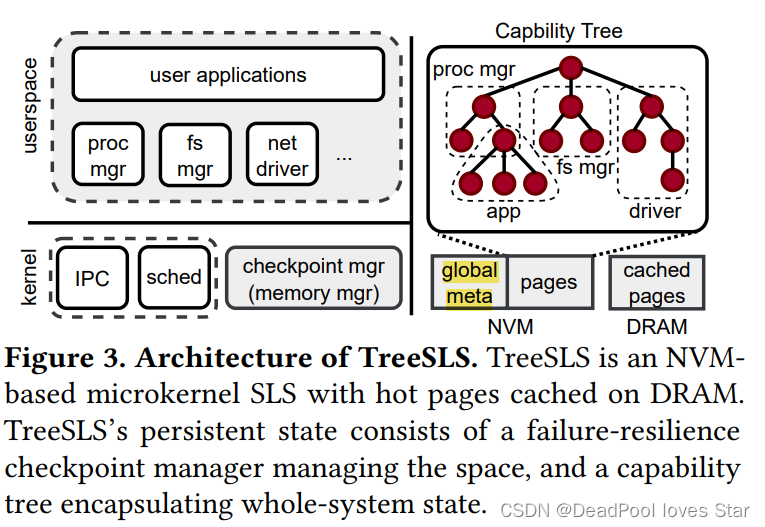 Capbility Tree
userspace
user applications
proc
mgr
fs
mgr
net
driver
...
proc mgr
fs mgr
app
driver
kernel
IPC
sched
checkpoint mgr
(memory mgr)
global
meta
pages
cached
pages
NVM
DRAM
Figure 3. Architecture of TreeSLS. TreeSLS is an NVM-
based microkernel SLS with hot pages cached on DRAM.
TreeSLS's persistent state consists of a failure-resilience
checkpoint manager managing the space, and a capability
tree encapsulating whole-system state.
CSDN @DeadPool loves Star